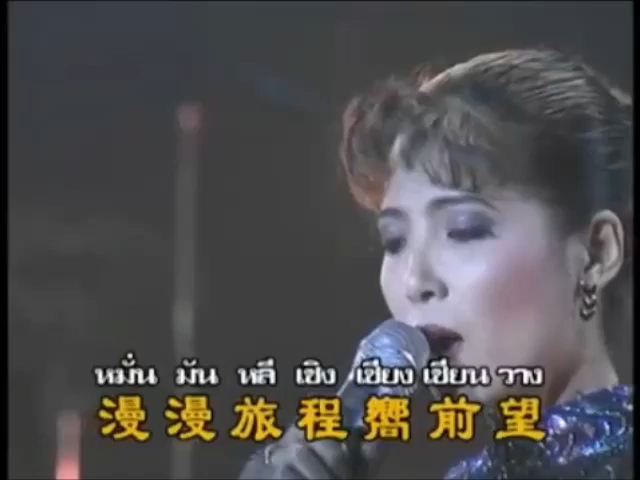 หมั่น มัน หลี เชิง เซียง เชียน วาง
漫漫旅程嚮前望